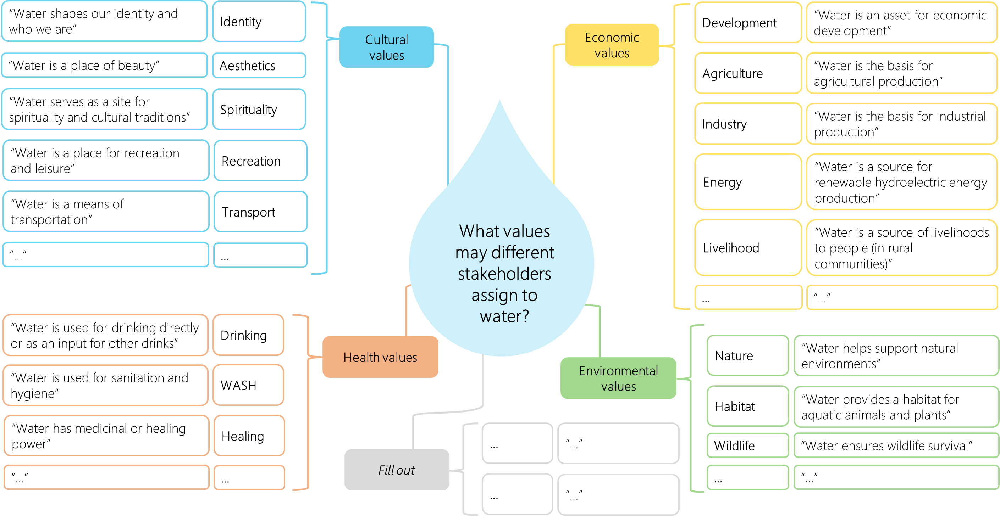 What values
may different
stakeholders
assign to
water?
Cultural
values
“Water shapes our identity and
who we are”
Identity
“Water is a place of beauty”
Aesthetics
“Water serves as a site for
spirituality and cultural traditions”
Spirituality
“Water is a place for recreation
and leisure”
Recreation
“Water is a means of
transportation”
Transport
“...”
...
Economic
values
Development
“Water is an asset for economic
development”
Agriculture
“Water is the basis for
agricultural production”
Industry
“Water is the basis for industrial
production”
Energy
“Water is a source for
renewable hydroelectric energy
production”
Livelihood
“Water is a source of livelihoods
to people (in rural
communities)”
...
“...”
Health values
“Water is used for drinking directly
or as an input for other drinks”
Drinking
“Water is used for sanitation and
hygiene”
WASH
“Water has medicinal or healing
power”
Healing
“...”
...
Environmental
values
Nature
“Water helps support natural
environments”
Habitat
“Water provides a habitat for
aquatic animals and plants”
Wildlife
“Water ensures wildlife survival”
...
“...”
Fill out
...
“...”
...
“...”